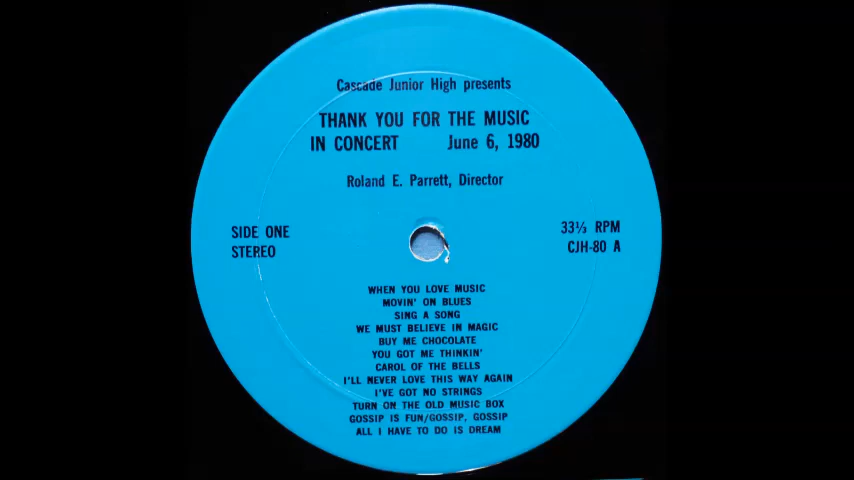 Cascade Junior High presents
THANK YOU FOR THE MUSIC
IN CONCERT June 6, 1980
Roland E. Parrett, Director
SIDE ONE
STEREO
33⅓ RPM
CJH-80 A
WHEN YOU LOVE MUSIC
MOVIN' ON BLUES
SING A SONG
WE MUST BELIEVE IN MAGIC
BUY ME CHOCOLATE
YOU GOT ME THINKIN'
CAROL OF THE BELLS
I'LL NEVER LOVE THIS WAY AGAIN
I'VE GOT NO STRINGS
TURN ON THE OLD MUSIC BOX
GOSSIP IS FUN/GOSSIP, GOSSIP
ALL I HAVE TO DO IS DREAM